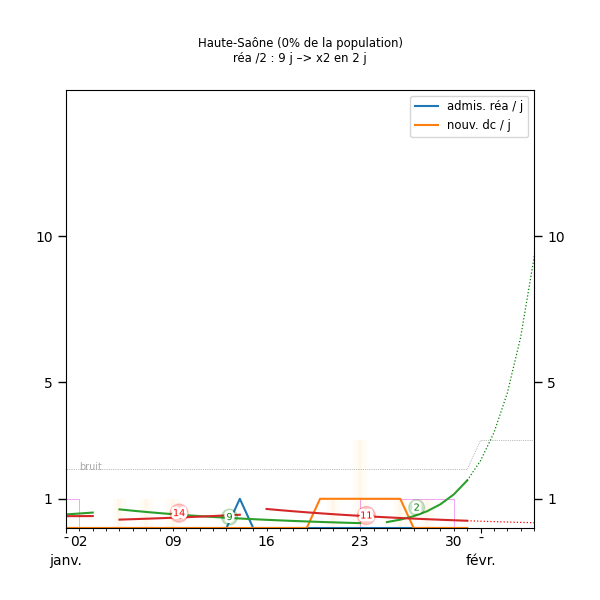 Haute-Saône (0% de la population)
réa /2 : 9 j –> x2 en 2 j
admis. réa / j
nouv. dc / j
10 10
5 5
bruit
1 1
14 9 11 2
02 09 16 23 30
janv. févr.